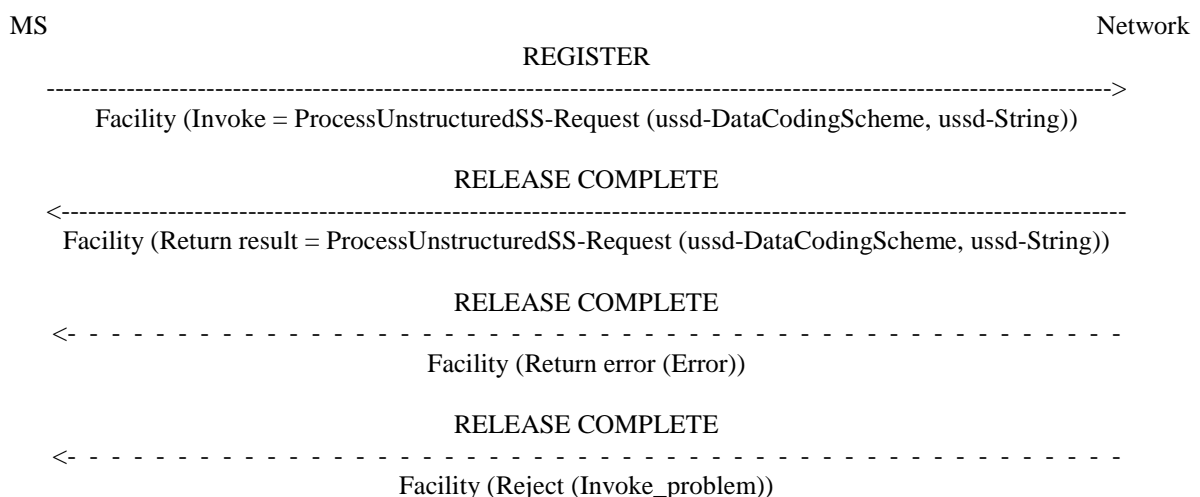 MS Network
REGISTER
------------------------------------------------------------------------------------------------------------------------>
Facility (Invoke = ProcessUnstructuredSS-Request (ussd-DataCodingScheme, ussd-String))
RELEASE COMPLETE
<------------------------------------------------------------------------------------------------------------------------
Facility (Return result = ProcessUnstructuredSS-Request (ussd-DataCodingScheme, ussd-String))
RELEASE COMPLETE
<- - - - - - - - - - - - - - - - - - - - - - - - - - - - - - - - - - - - - - - - - - - - - - - - -
Facility (Return error (Error))
RELEASE COMPLETE
<- - - - - - - - - - - - - - - - - - - - - - - - - - - - - - - - - - - - - - - - - - - - - - - - -
Facility (Reject (Invoke_problem))